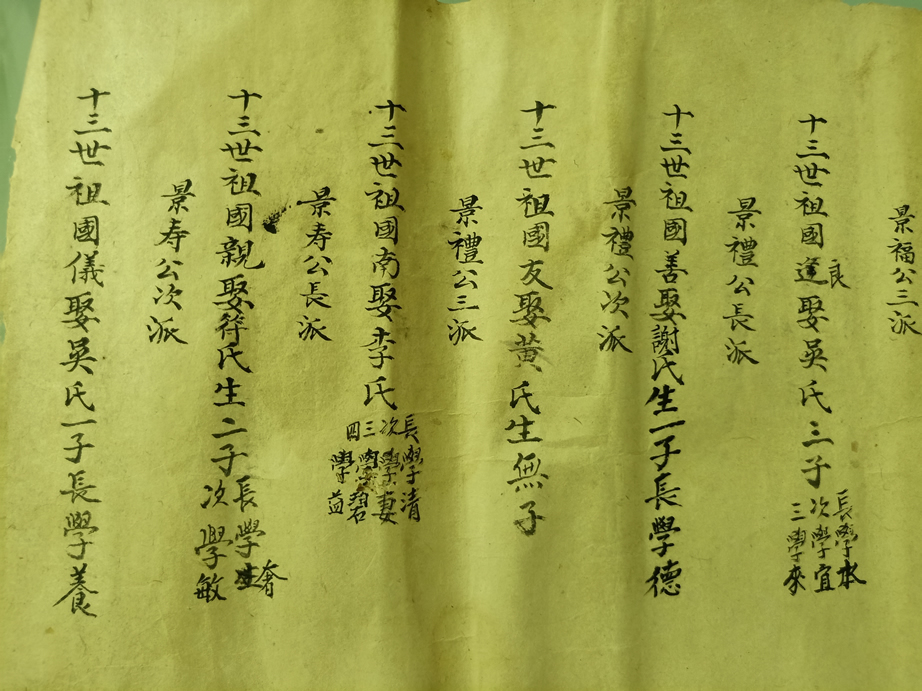 景福公三派
十三世祖國運良娶吳氏三子長學本次學宜三學來
景禮公長派
十三世祖國善娶謝氏生一子長學德
景禮公次派
十三世祖國友娶黃氏生無子
景禮公三派
十三世祖國南娶李氏長學清次學妻三學碧四學益
景寿公長派
十三世祖國親娶符氏生二子長學奢次學敏
景寿公次派
十三世祖國儀娶吳氏一子長學養